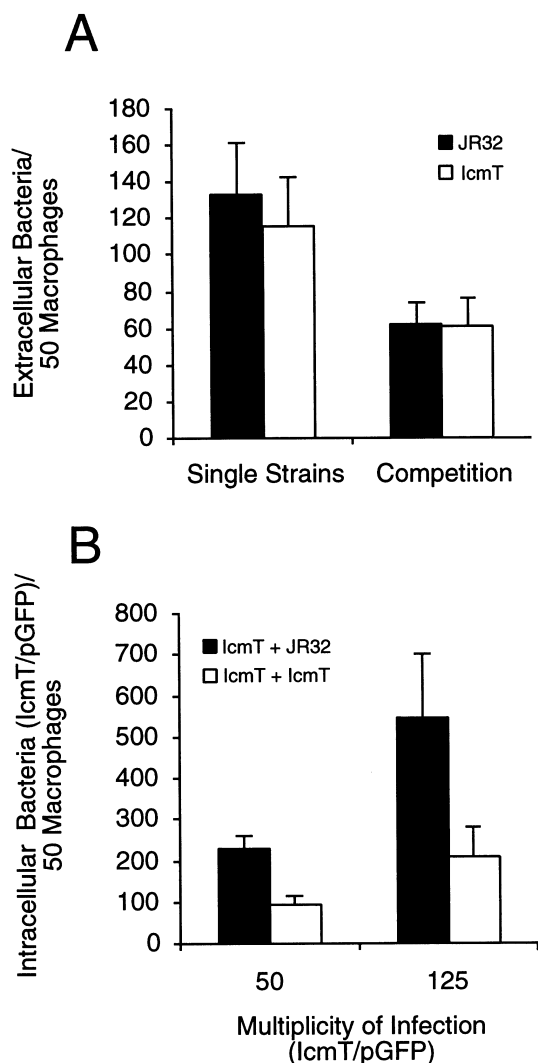 A
Extracellular Bacteria/
50 Macrophages
180
160
140
120
100
80
60
40
20
0
JR32
IcmT
Single Strains
Competition
B
Intracellular Bacteria (IcmT/pGFP)/
50 Macrophages
800
700
600
500
400
300
200
100
0
IcmT + JR32
IcmT + IcmT
50
125
Multiplicity of Infection
(IcmT/pGFP)